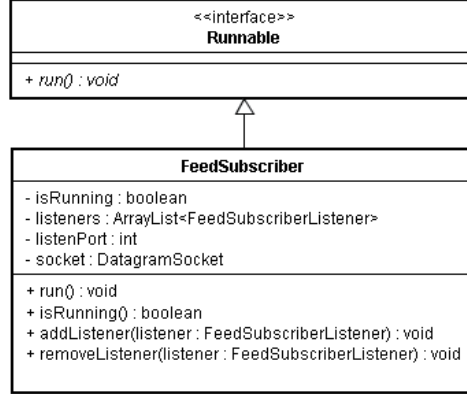 <<interface>>
Runnable
+ run() : void
FeedSubscriber
- isRunning : boolean
- listeners : ArrayList<FeedSubscriberListener>
- listenPort : int
- socket : DatagramSocket
+ run() : void
+ isRunning() : boolean
+ addListener(listener : FeedSubscriberListener) : void
+ removeListener(listener : FeedSubscriberListener) : void